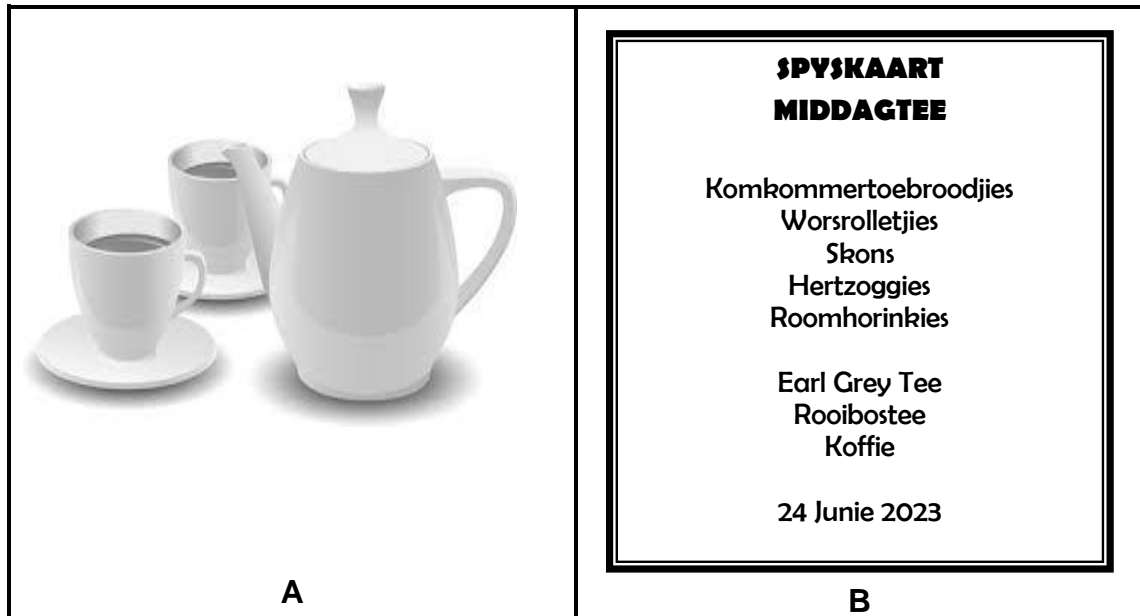 SPYSKAART
MIDDAGTEE
Komkommertoebroodjies
Worsrolletjies
Skons
Hertzoggies
Roomhorinkies
Earl Grey Tee
Rooibostee
Koffie
24 Junie 2023
A
B